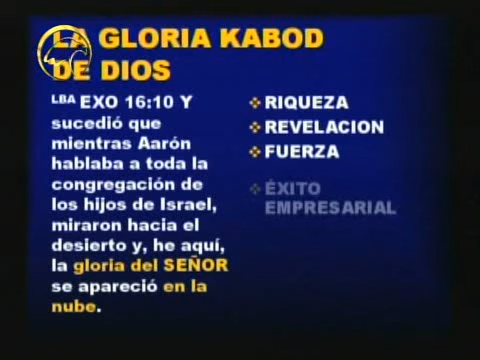 LA GLORIA KABOD
DE DIOS
LBA EXO 16:10 Y
sucedió que
mientras Aarón
hablaba a toda la
congregación de
los hijos de Israel,
miraron hacia el
desierto y, he aquí,
la gloria del SEÑOR
se apareció en la
nube.
RIQUEZA
REVELACION
FUERZA
ÉXITO
EMPRESARIAL